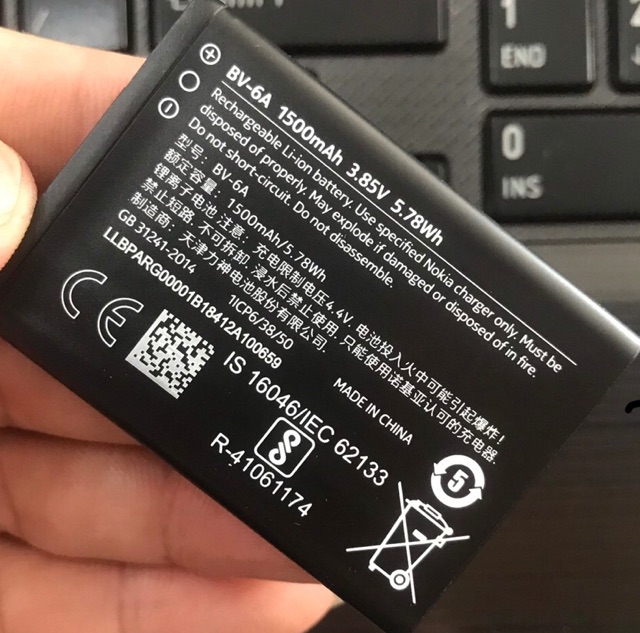 BV-6A 1500mAh 3.85V 5.78Wh
Rechargeable Li-ion battery. Use specified Nokia charger only. Must be
disposed of properly. May explode if damaged or disposed of in fire.
Do not short-circuit. Do not disassemble.
型号: BV-6A
额定容量: 1500mAh/5.78Wh
锂离子电池 注意: 充电限制电压4.4V, 电池投入火中可能引起爆炸!
禁止短路, 不可拆卸, 浸水后禁止使用, 只能使用诺基亚认可的充电器.
制造商: 天津力神电池股份有限公司
GB 31241-2014 1ICP6/38/50 MADE IN CHINA
LLBPARG00001B18412A100659
CE
IS 16046/IEC 62133
R-41061174
5
1
END
0
INS